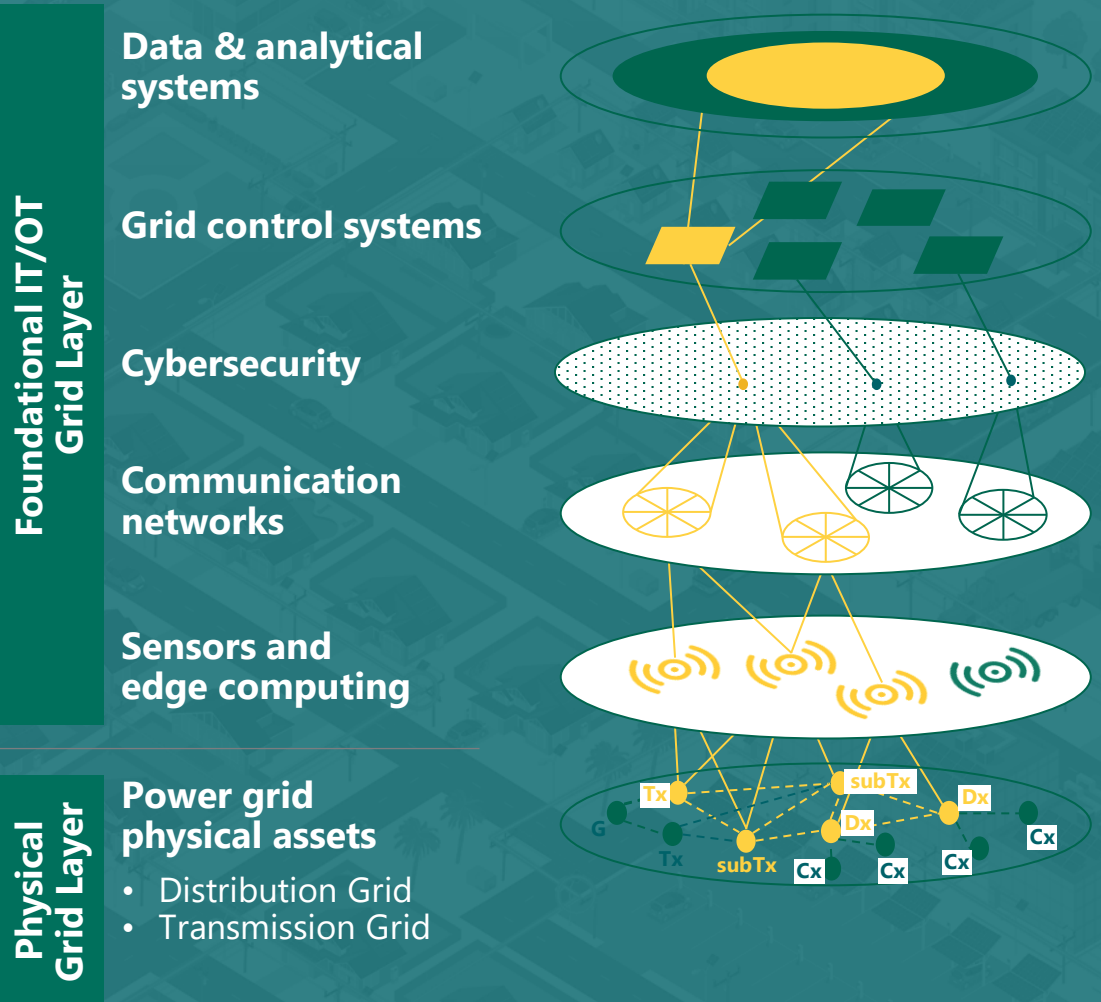 Foundational IT/OT
Grid Layer
Data & analytical
systems
Grid control systems
Cybersecurity
Communication
networks
Sensors and
edge computing
Physical
Grid Layer
Power grid
physical assets
• Distribution Grid
• Transmission Grid
Tx
subTx
Dx
G
Tx
subTx
Dx
Cx
Cx
Cx
Cx